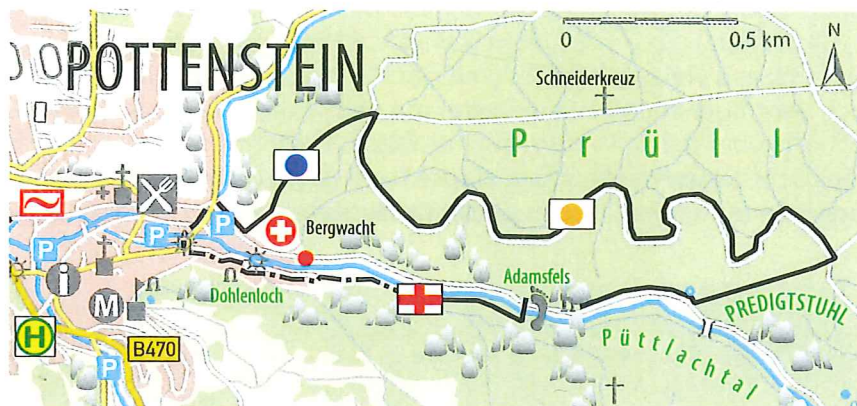 POTTENSTEIN
0 0,5 km
N
Schneiderkreuz
Prüll
Bergwacht
P
P
P
P
i
M
H
B470
Dohlenloch
Adamsfels
PREDIGTSTUHL
Püttlachtal